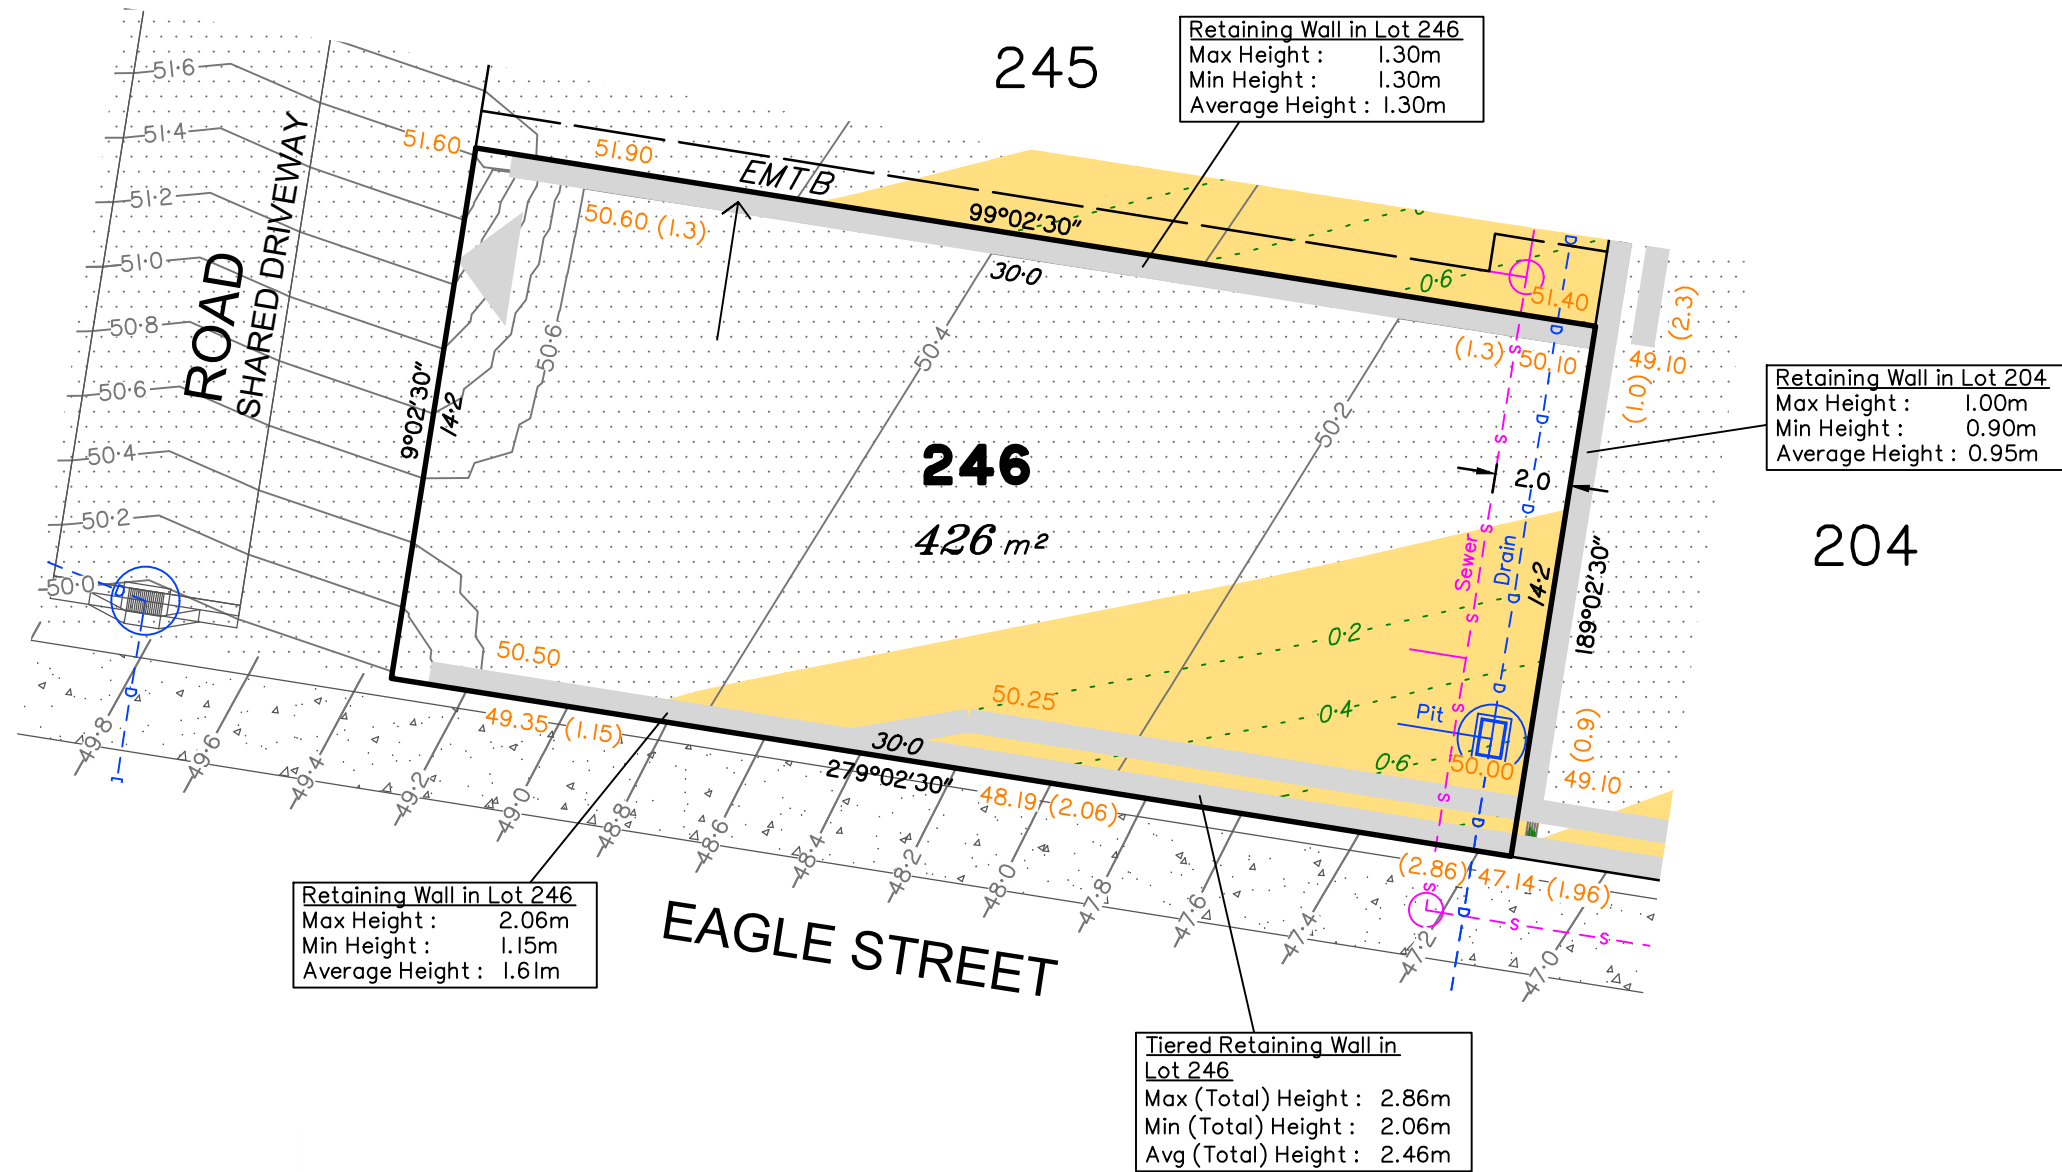 245
Retaining Wall in Lot 246
Max Height : 1.30m
Min Height : 1.30m
Average Height : 1.30m
51·6
51·4
51·2
51·0
50·8
50·6
50·4
50·2
50·0
ROAD
SHARED DRIVEWAY
51.60
51.90
EMT B
50.60 (1.3)
99°02'30"
30·0
0·6
51.40
(2.3)
(1.3) 50.10
49.10
(1.0)
Retaining Wall in Lot 204
Max Height : 1.00m
Min Height : 0.90m
Average Height : 0.95m
9°02'30"
14·2
50·6
50·4
50·2
246
426 m²
2.0
204
Sewer
Drain
14·2
189°02'30"
0·2
0·4
0·6
50.50
50.25
Pit
50.00
(0.9)
49.10
49.35 (1.15)
30·0
279°02'30"
48.19 (2.06)
(2.86) 47.14 (1.96)
49·8
49·6
49·4
49·2
49·0
48·8
48·6
48·4
48·2
48·0
47·8
47·6
47·4
47·2
47·0
D
S
EAGLE STREET
Retaining Wall in Lot 246
Max Height : 2.06m
Min Height : 1.15m
Average Height : 1.61m
Tiered Retaining Wall in
Lot 246
Max (Total) Height : 2.86m
Min (Total) Height : 2.06m
Avg (Total) Height : 2.46m